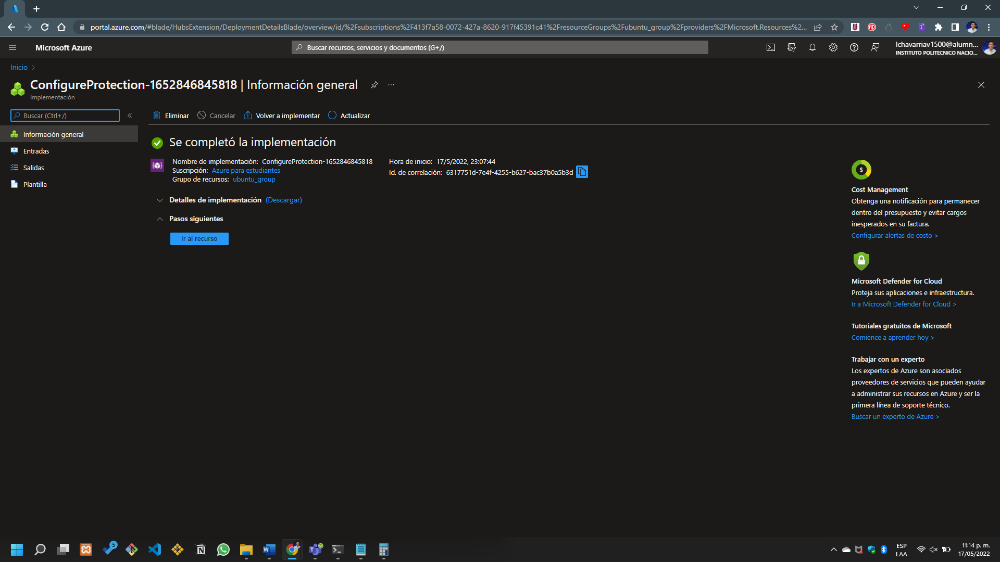 portal.azure.com/#blade/HubsExtension/DeploymentDetailsBlade/overview/id/%2Fsubscriptions%2F413f7a58-0072-427a-8620-917f45391c41%2FresourceGroups%2Fubuntu_group%2Fproviders%2FMicrosoft.Resources%2...
Microsoft Azure
Buscar recursos, servicios y documentos (G+/)
lchavarriav1500@alumn...
INSTITUTO POLITECNICO NACIO...
Inicio >
ConfigureProtection-1652846845818 | Información general
Implementación
Buscar (Ctrl+/)
Eliminar
Cancelar
Volver a implementar
Actualizar
Información general
Entradas
Salidas
Plantilla
Se completó la implementación
Nombre de implementación: ConfigureProtection-1652846845818
Suscripción: Azure para estudiantes
Grupo de recursos: ubuntu_group
Hora de inicio: 17/5/2022, 23:07:44
Id. de correlación: 6317751d-7e4f-4255-b627-bac37b0a5b3d
Detalles de implementación (Descargar)
Pasos siguientes
Ir al recurso
Cost Management
Obtenga una notificación para permanecer
dentro del presupuesto y evitar cargos
inesperados en su factura.
Configurar alertas de costo >
Microsoft Defender for Cloud
Proteja sus aplicaciones e infraestructura.
Ir a Microsoft Defender for Cloud >
Tutoriales gratuitos de Microsoft
Comience a aprender hoy >
Trabajar con un experto
Los expertos de Azure son asociados
proveedores de servicios que pueden ayudar
a administrar sus recursos en Azure y ser la
primera línea de soporte técnico.
Buscar un experto de Azure >
5
ESP
LAA
11:14 p. m.
17/05/2022